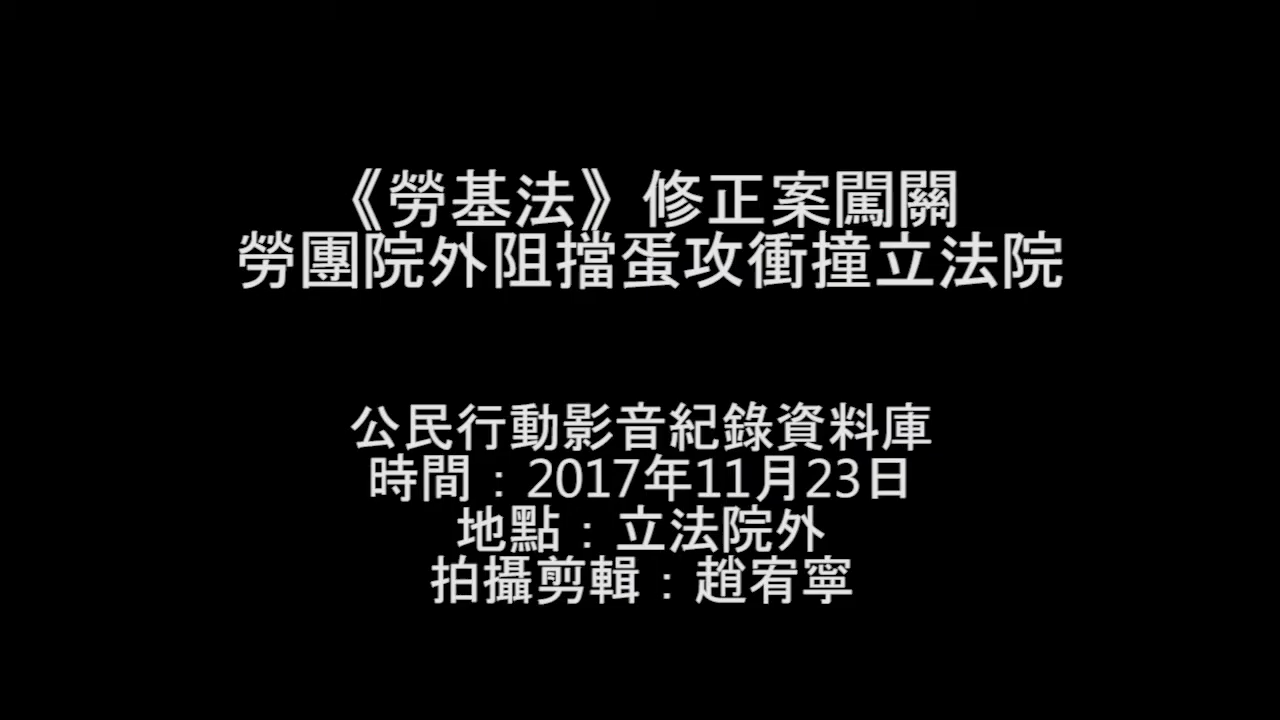 《勞基法》修正案闖關
勞團院外阻擋蛋攻衝撞立法院
公民行動影音紀錄資料庫
時間：2017年11月23日
地點：立法院外
拍攝剪輯：趙宥寧